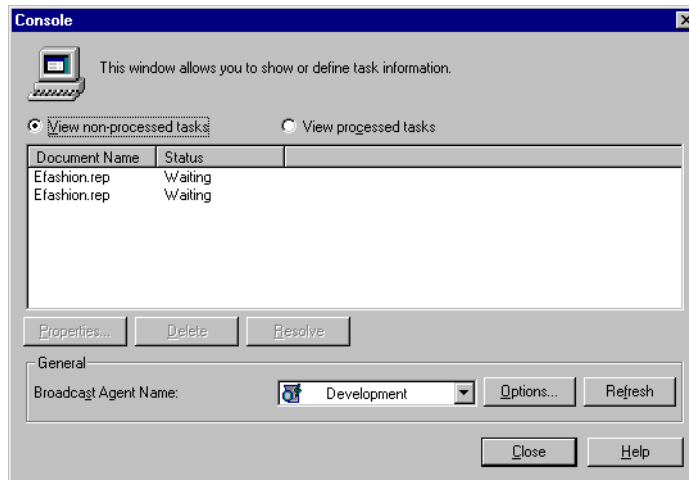 Console
This window allows you to show or define task information.
View non-processed tasks View processed tasks
Document Name Status
Efashion.rep Waiting
Efashion.rep Waiting
Properties... Delete Resolve
General
Broadcast Agent Name: Development Options... Refresh
Close Help